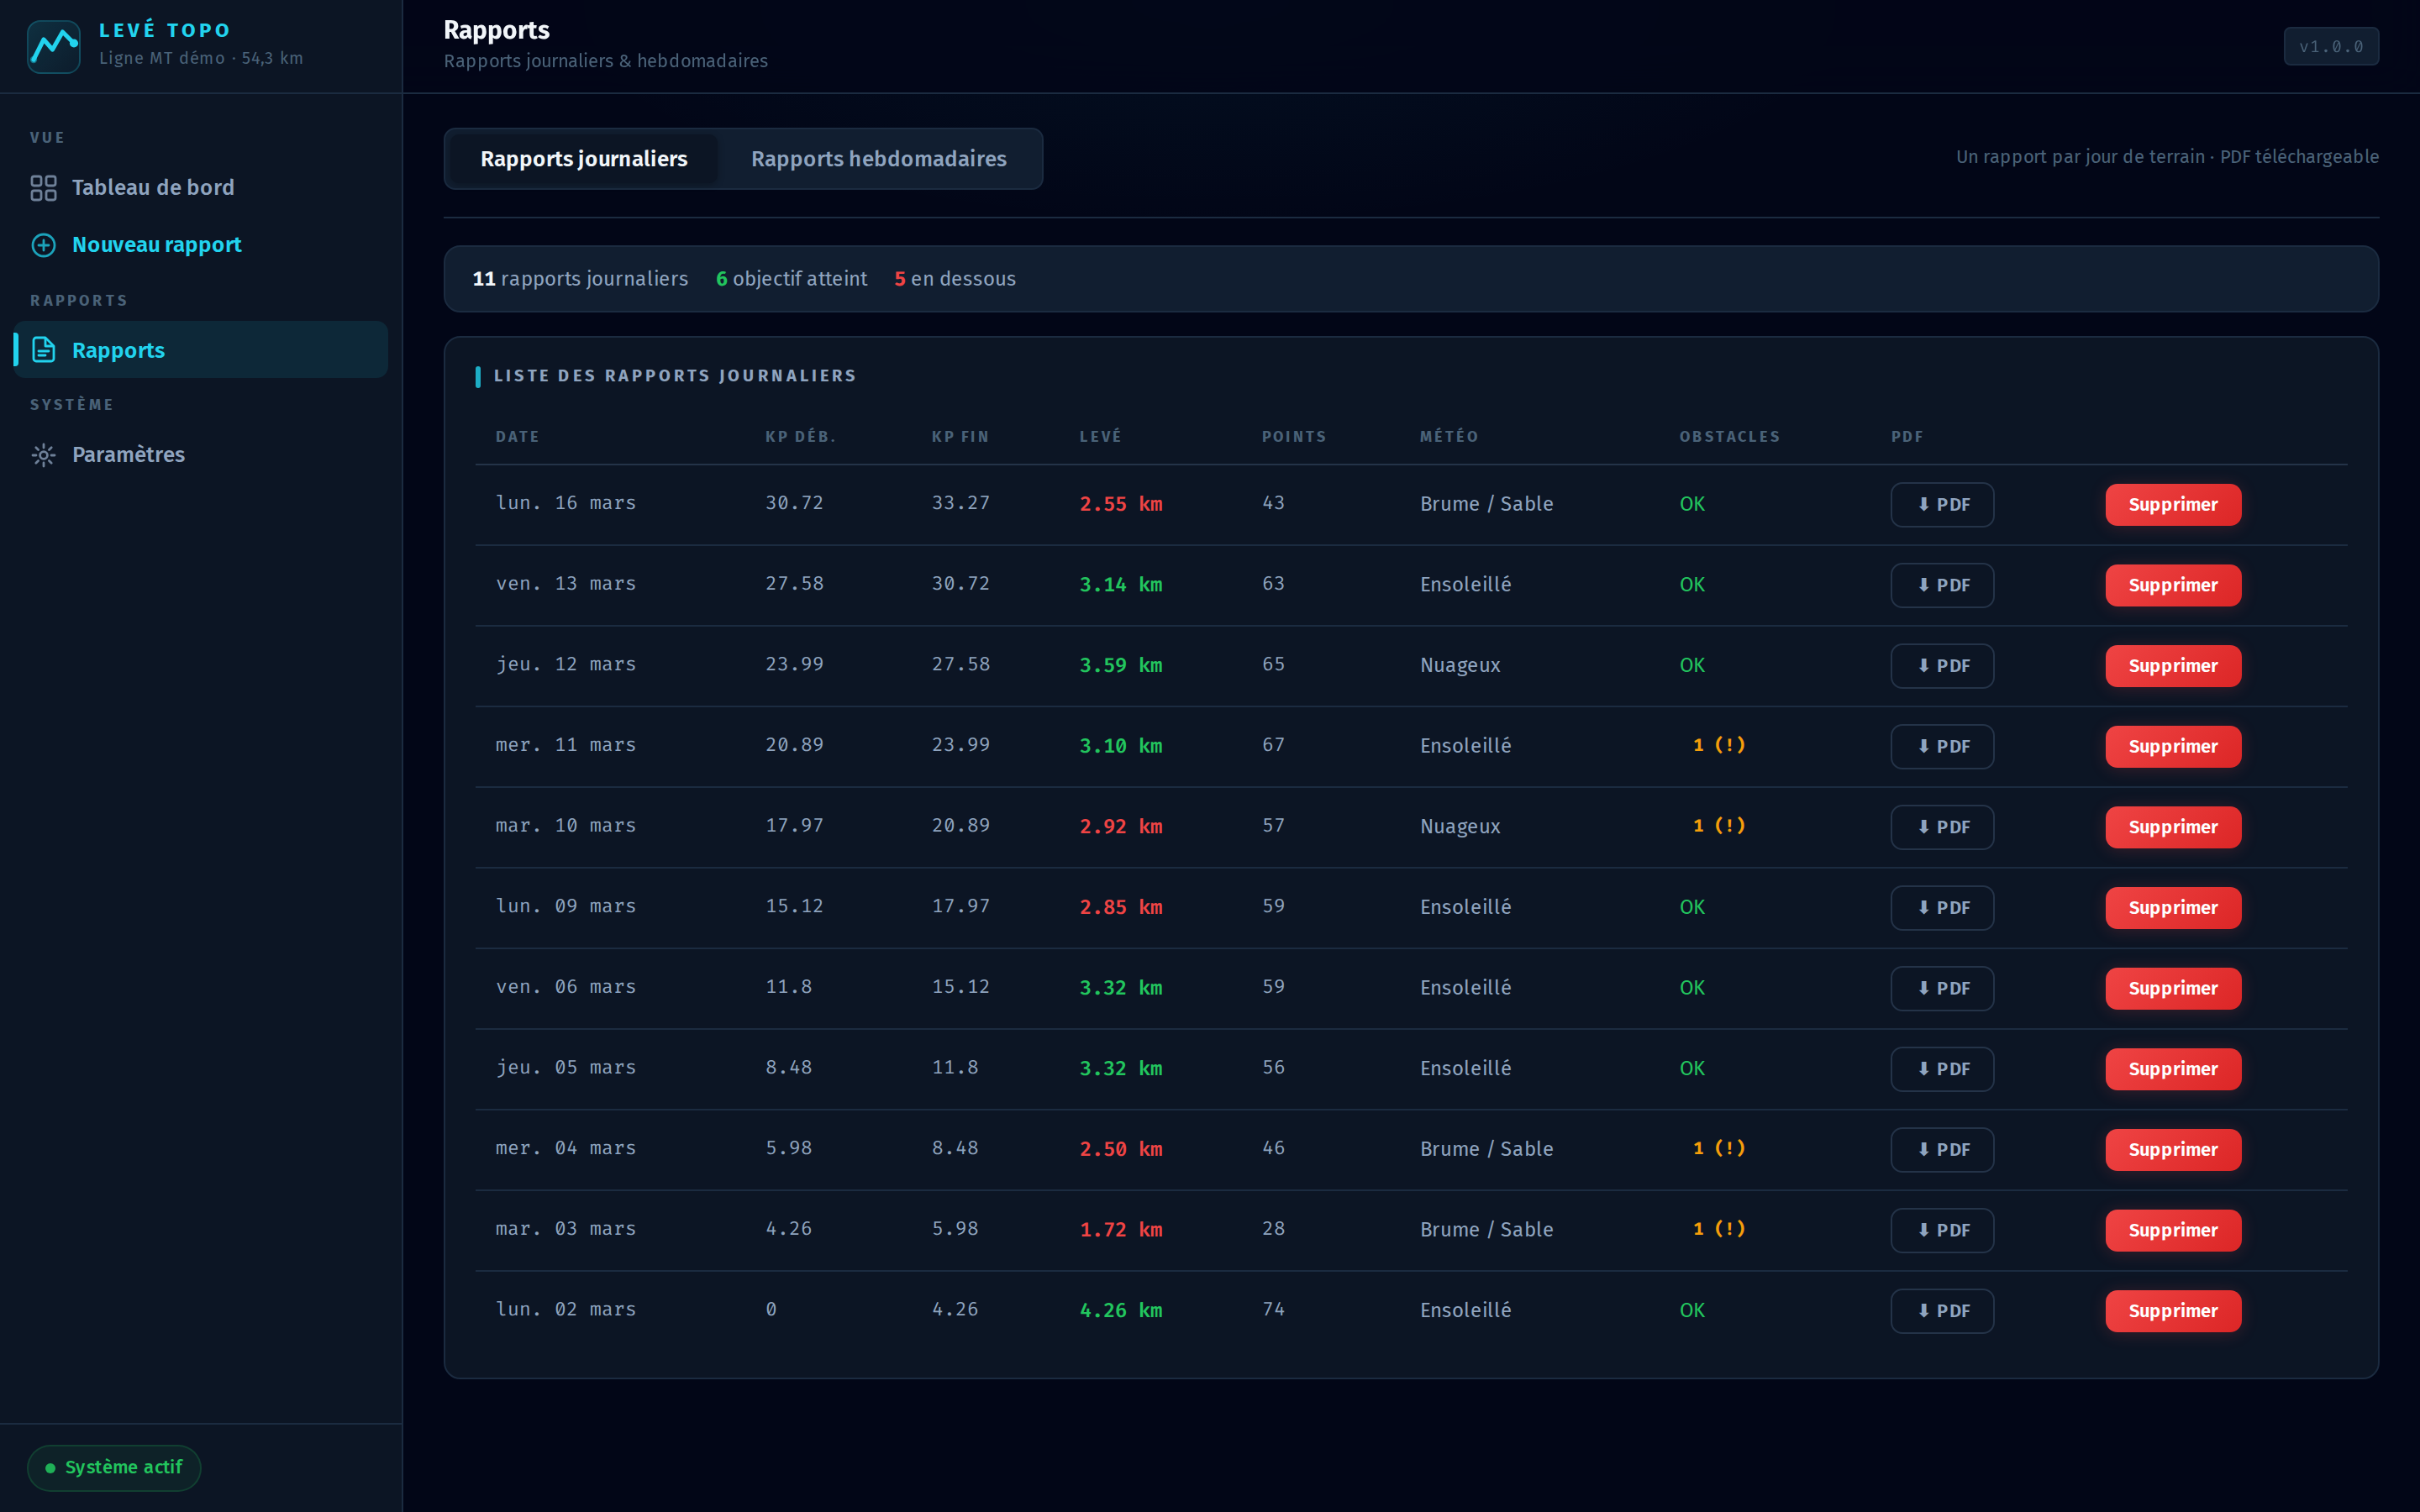 LEVÉ TOPO
Ligne MT démo · 54,3 km
VUE
Tableau de bord
Nouveau rapport
RAPPORTS
Rapports
SYSTÈME
Paramètres
Système actif
Rapports
Rapports journaliers & hebdomadaires
v1.0.0
Rapports journaliers Rapports hebdomadaires
Un rapport par jour de terrain · PDF téléchargeable
11 rapports journaliers 6 objectif atteint 5 en dessous
LISTE DES RAPPORTS JOURNALIERS
DATE KP DÉB. KP FIN LEVÉ POINTS MÉTÉO OBSTACLES PDF
lun. 16 mars 30.72 33.27 2.55 km 43 Brume / Sable OK ⬇ PDF Supprimer
ven. 13 mars 27.58 30.72 3.14 km 63 Ensoleillé OK ⬇ PDF Supprimer
jeu. 12 mars 23.99 27.58 3.59 km 65 Nuageux OK ⬇ PDF Supprimer
mer. 11 mars 20.89 23.99 3.10 km 67 Ensoleillé 1 (!) ⬇ PDF Supprimer
mar. 10 mars 17.97 20.89 2.92 km 57 Nuageux 1 (!) ⬇ PDF Supprimer
lun. 09 mars 15.12 17.97 2.85 km 59 Ensoleillé OK ⬇ PDF Supprimer
ven. 06 mars 11.8 15.12 3.32 km 59 Ensoleillé OK ⬇ PDF Supprimer
jeu. 05 mars 8.48 11.8 3.32 km 56 Ensoleillé OK ⬇ PDF Supprimer
mer. 04 mars 5.98 8.48 2.50 km 46 Brume / Sable 1 (!) ⬇ PDF Supprimer
mar. 03 mars 4.26 5.98 1.72 km 28 Brume / Sable 1 (!) ⬇ PDF Supprimer
lun. 02 mars 0 4.26 4.26 km 74 Ensoleillé OK ⬇ PDF Supprimer